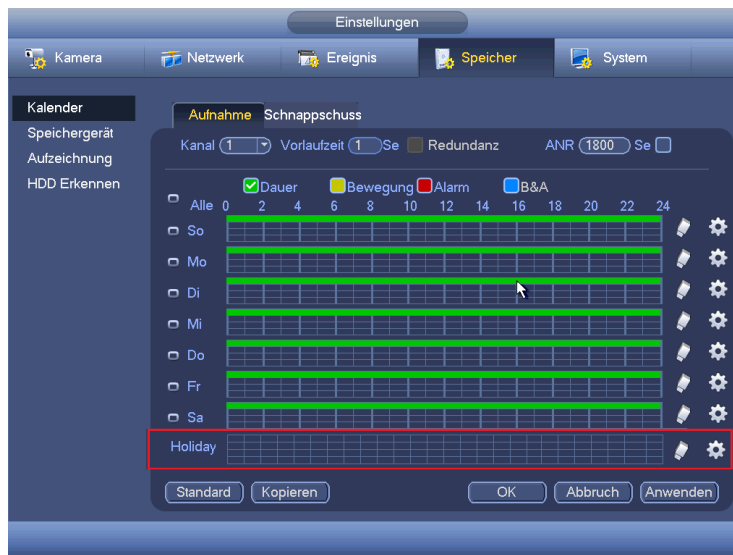 Einstellungen
Kamera Netzwerk Ereignis Speicher System
Kalender
Speichergerät
Aufzeichnung
HDD Erkennen
Aufnahme Schnappschuss
Kanal 1 Vorlaufzeit 1 Se Redundanz ANR 1800 Se
Dauer Bewegung Alarm B&A
Alle 0 2 4 6 8 10 12 14 16 18 20 22 24
So
Mo
Di
Mi
Do
Fr
Sa
Holiday
Standard Kopieren OK Abbruch Anwenden